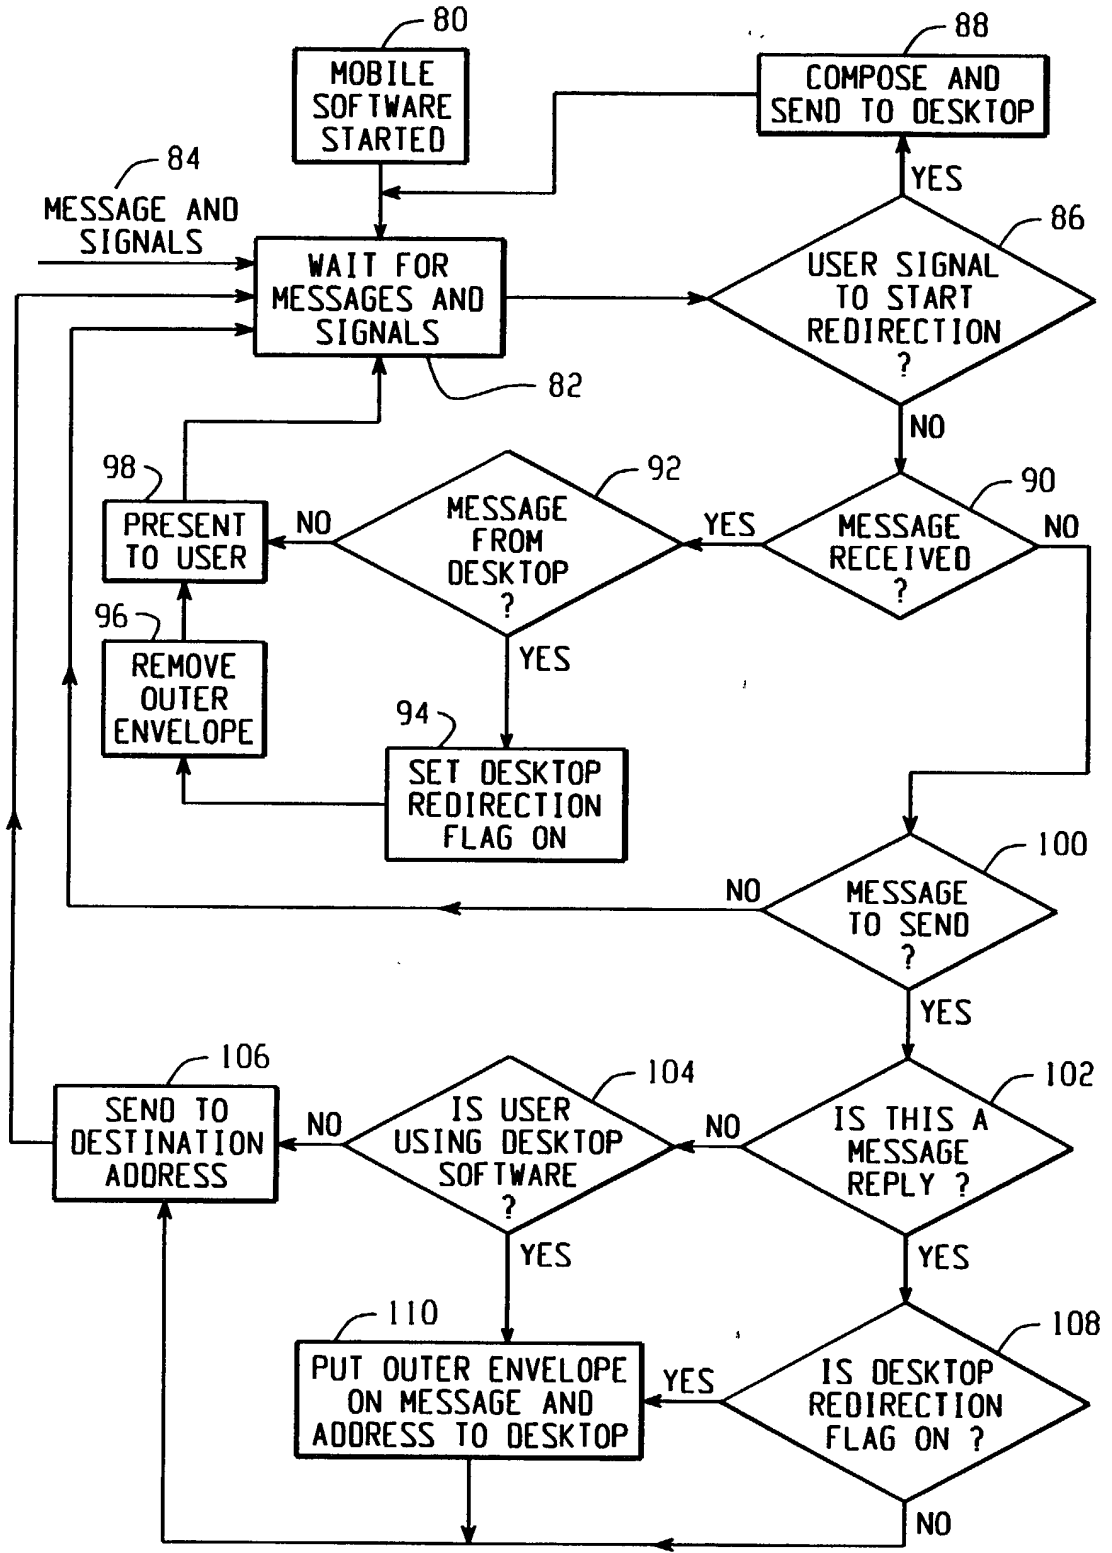 80
MOBILE
SOFTWARE
STARTED
88
COMPOSE AND
SEND TO DESKTOP
84
MESSAGE AND
SIGNALS
YES
86
WAIT FOR
MESSAGES AND
SIGNALS
82
USER SIGNAL
TO START
REDIRECTION
?
NO
98
PRESENT
TO USER
NO
92
MESSAGE
FROM
DESKTOP
?
YES
90
MESSAGE
RECEIVED
?
NO
96
REMOVE
OUTER
ENVELOPE
YES
94
SET DESKTOP
REDIRECTION
FLAG ON
100
NO
MESSAGE
TO SEND
?
YES
106
SEND TO
DESTINATION
ADDRESS
NO
104
IS USER
USING DESKTOP
SOFTWARE
?
NO
102
IS THIS A
MESSAGE
REPLY ?
YES
YES
110
PUT OUTER ENVELOPE
ON MESSAGE AND
ADDRESS TO DESKTOP
YES
108
IS DESKTOP
REDIRECTION
FLAG ON ?
NO